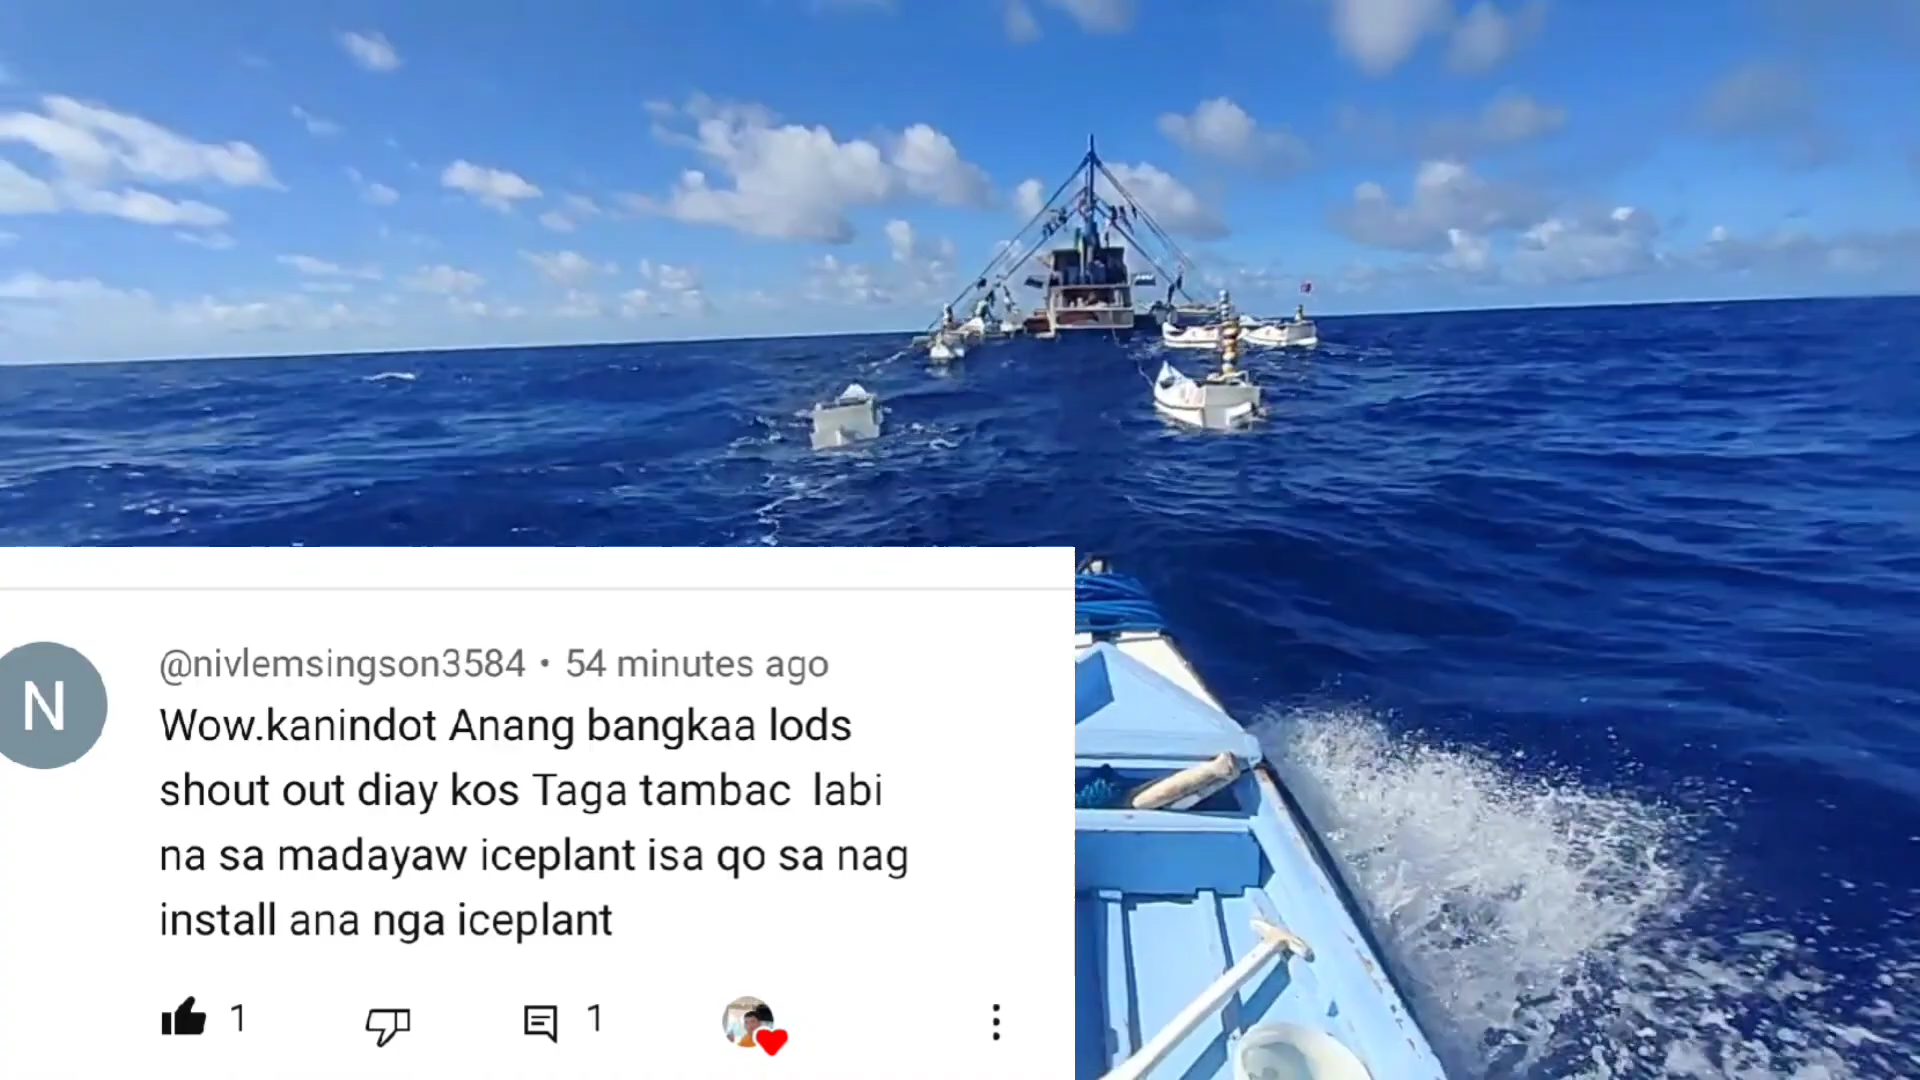 N
@nivlemsingson3584 • 54 minutes ago
Wow.kanindot Anang bangkaa lods
shout out diay kos Taga tambac labi
na sa madayaw iceplant isa qo sa nag
install ana nga iceplant
1
1